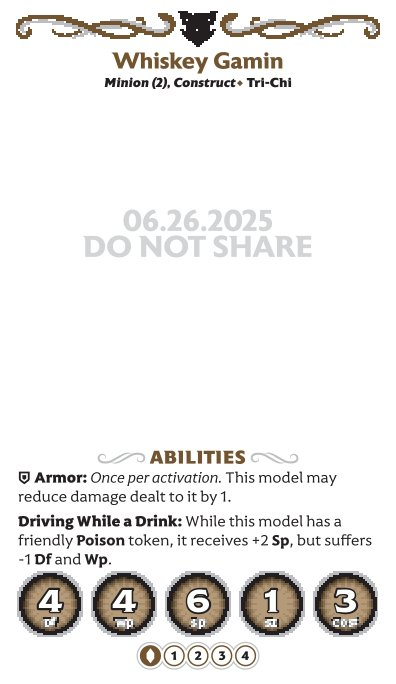 Whiskey Gamin
Minion (2), Construct • Tri-Chi
06.26.2025
DO NOT SHARE
ABILITIES
Armor: Once per activation. This model may
reduce damage dealt to it by 1.
Driving While a Drink: While this model has a
friendly Poison token, it receives +2 Sp, but suffers
-1 Df and Wp.
4 4 6 1 3
Df Wp Sp Sz Cost
1 2 3 4